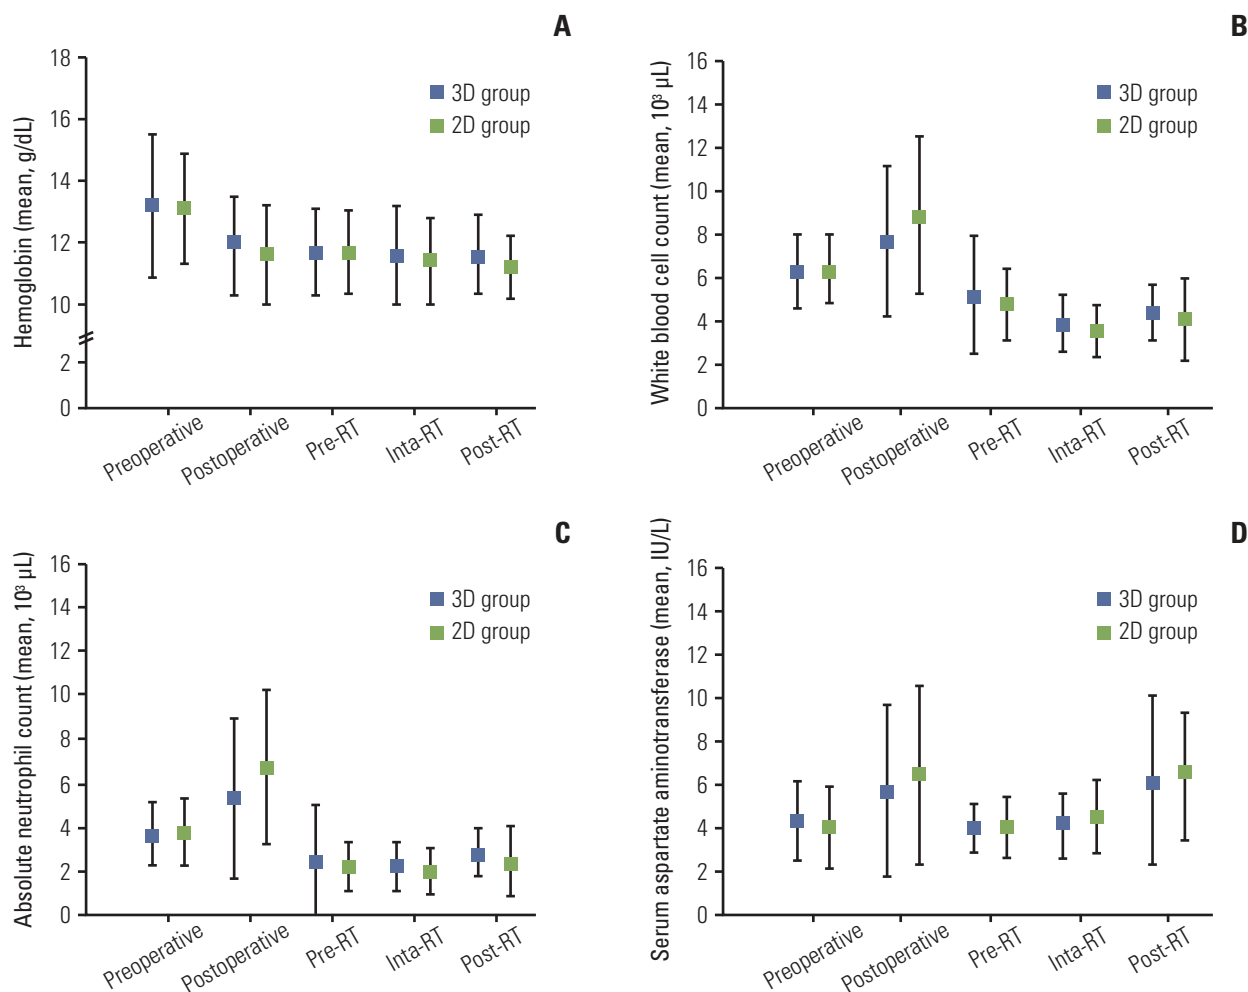 A
Hemoglobin (mean, g/dL)
18
16
14
12
10
2
0
3D group
2D group
Preoperative
Postoperative
Pre-RT
Inta-RT
Post-RT
B
White blood cell count (mean, 10³ µL)
16
14
12
10
8
6
4
2
0
3D group
2D group
Preoperative
Postoperative
Pre-RT
Inta-RT
Post-RT
C
Absolute neutrophil count (mean, 10³ µL)
16
14
12
10
8
6
4
2
0
3D group
2D group
Preoperative
Postoperative
Pre-RT
Inta-RT
Post-RT
D
Serum aspartate aminotransferase (mean, IU/L)
16
14
12
10
8
6
4
2
0
3D group
2D group
Preoperative
Postoperative
Pre-RT
Inta-RT
Post-RT